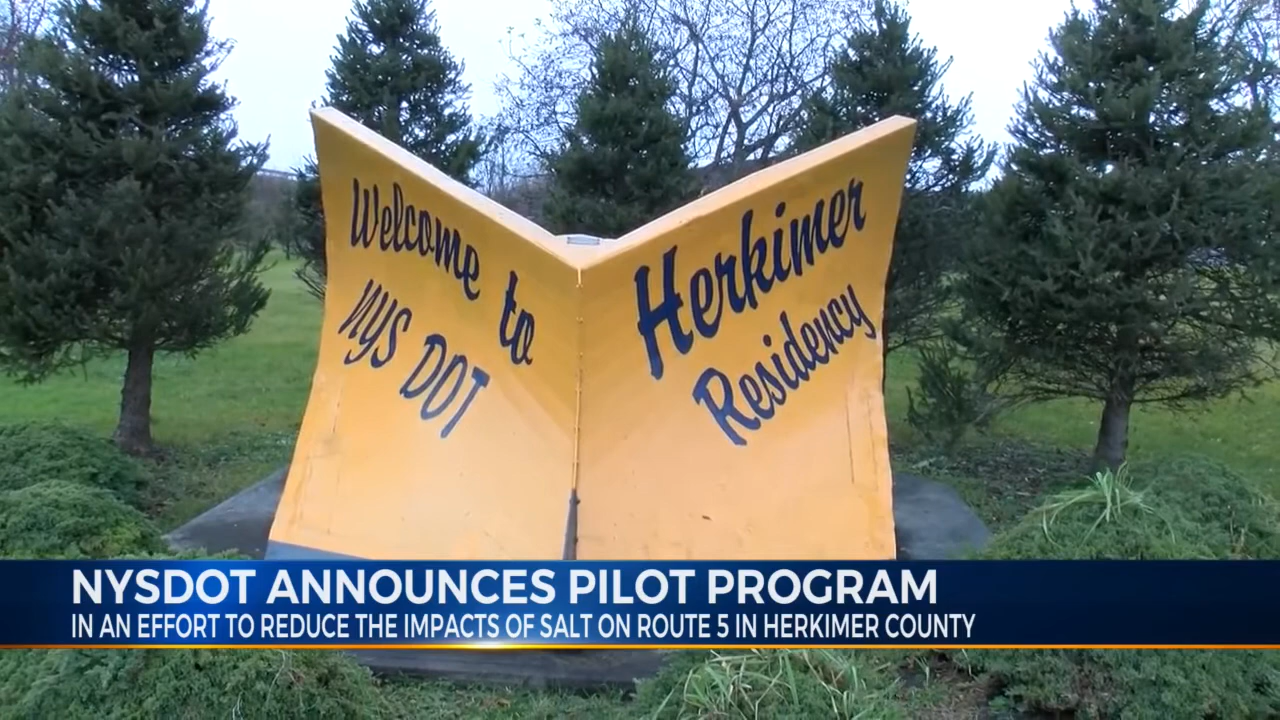 Welcome to
NYS DOT
Herkimer
Residency
NYSDOT ANNOUNCES PILOT PROGRAM
IN AN EFFORT TO REDUCE THE IMPACTS OF SALT ON ROUTE 5 IN HERKIMER COUNTY